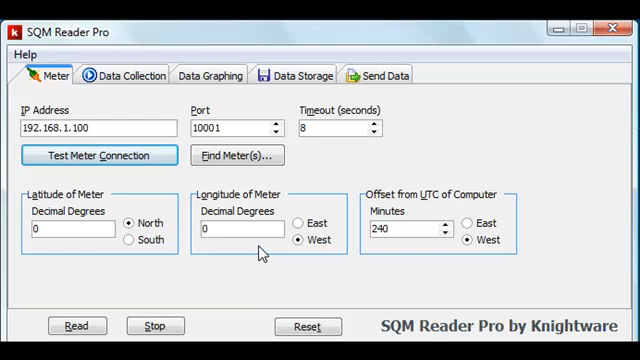 SQM Reader Pro
Help
Meter Data Collection Data Graphing Data Storage Send Data
IP Address Port Timeout (seconds)
192.168.1.100 10001 8
Test Meter Connection Find Meter(s)...
Latitude of Meter Longitude of Meter Offset from UTC of Computer
Decimal Degrees Decimal Degrees Minutes
0 North 0 East 240 East
South West West
Read Stop Reset SQM Reader Pro by Knightware